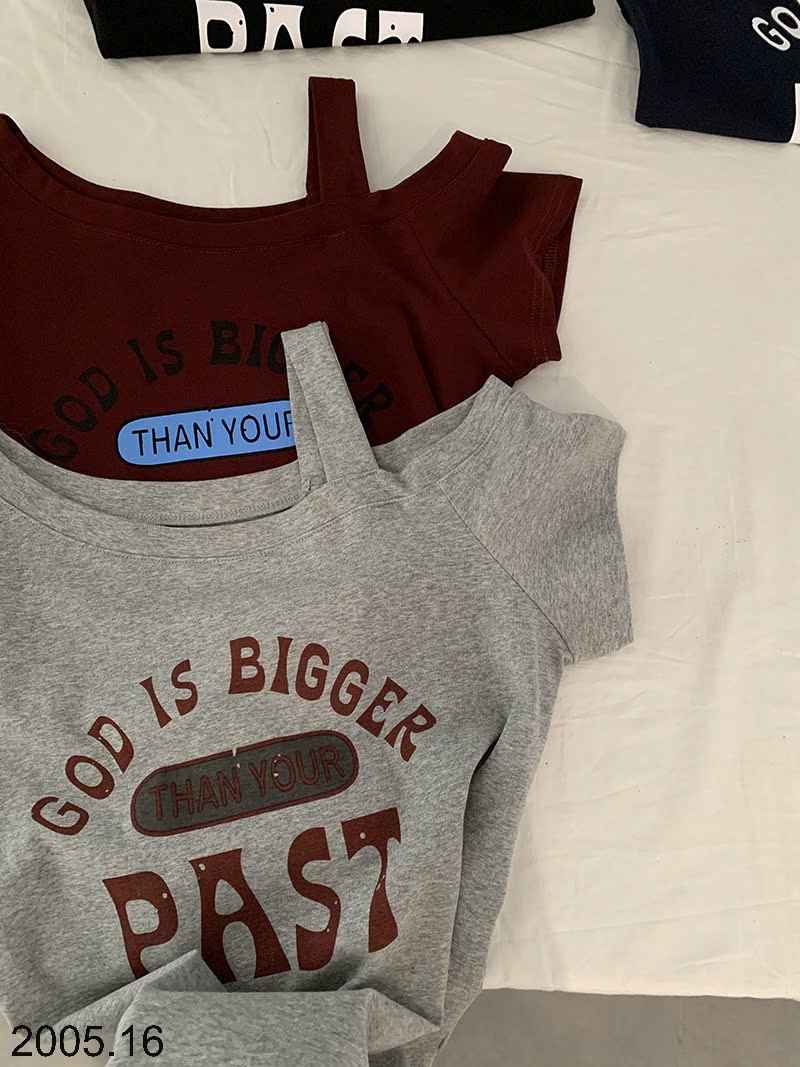 PAST
GO
GOD IS BIGGER
THAN YOUR
GOD IS BIGGER
THAN YOUR
PAST
2005.16